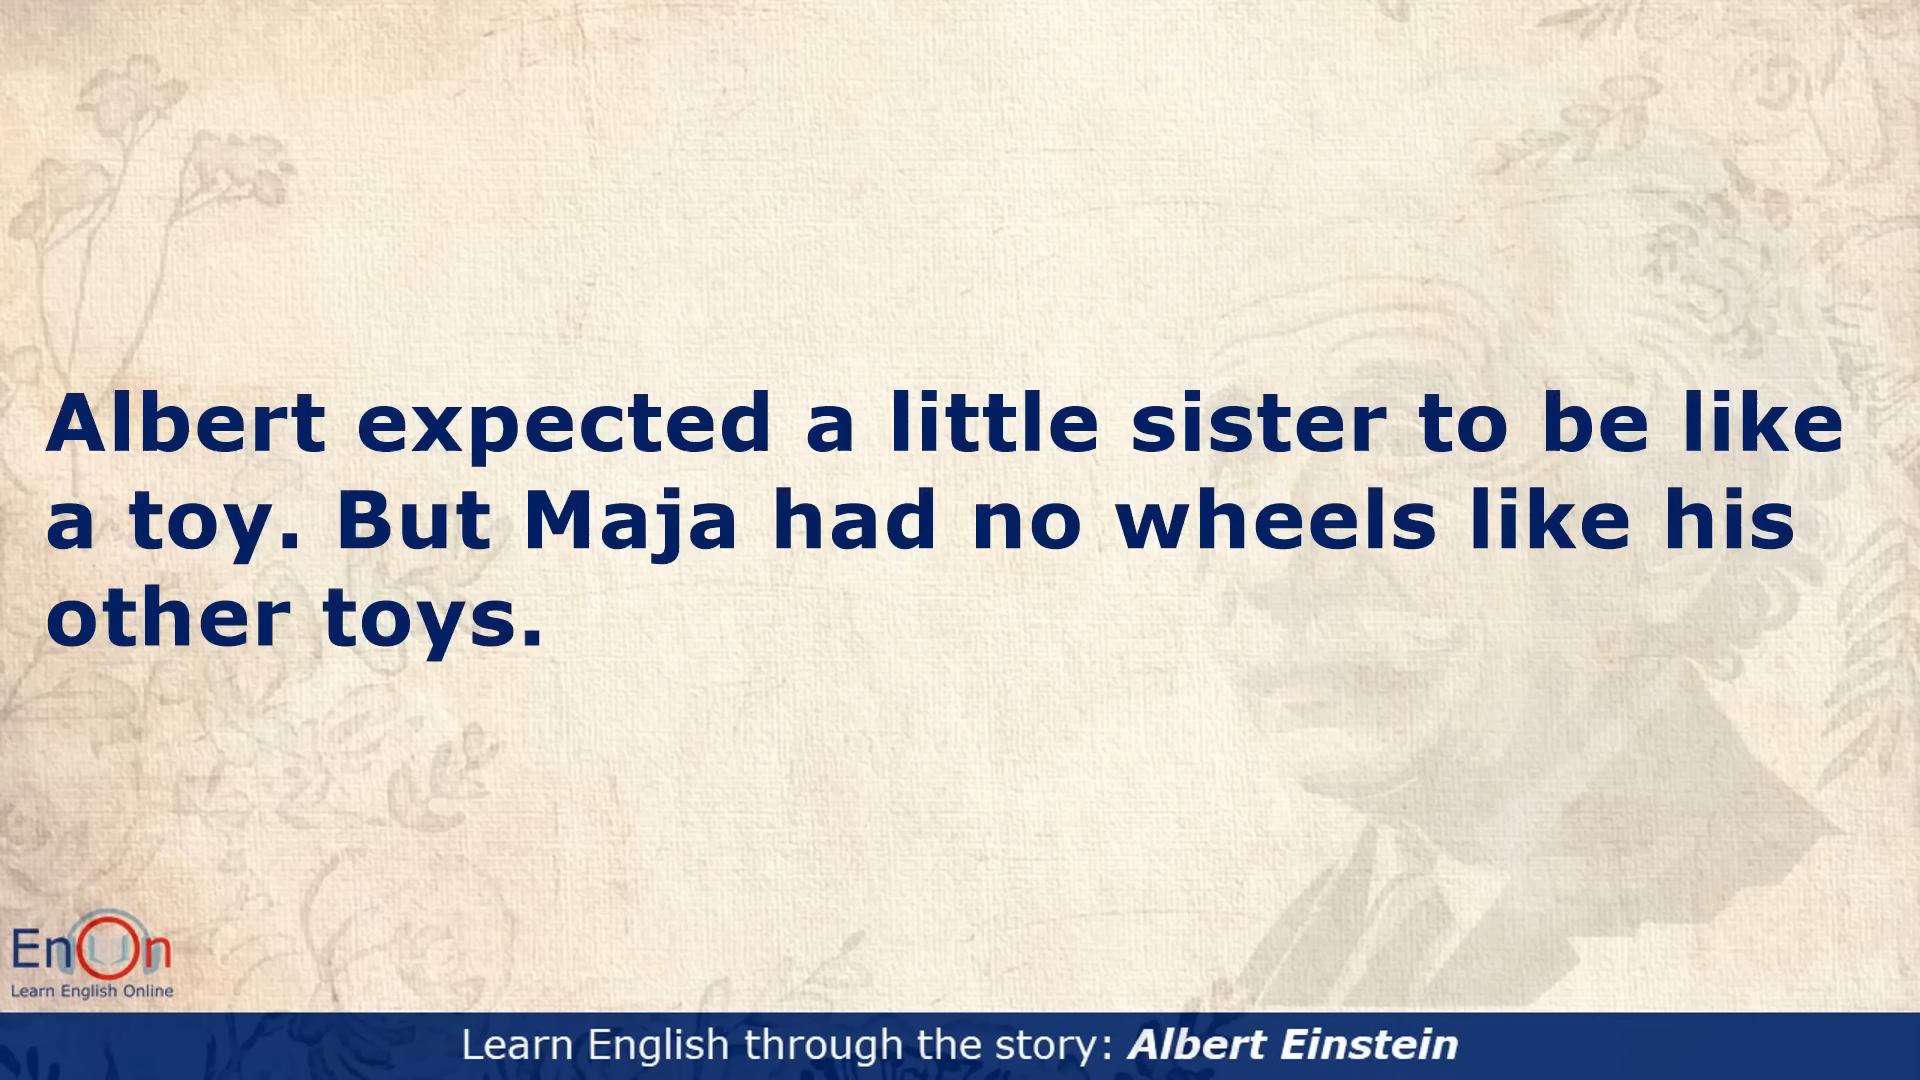 Albert expected a little sister to be like
a toy. But Maja had no wheels like his
other toys.
EnOn
Learn English Online
Learn English through the story: Albert Einstein